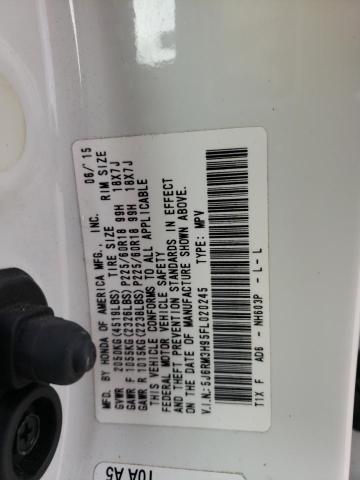 MFD. BY HONDA OF AMERICA MFG., INC. 06/'15
GVWR 2050KG(4519LBS) TIRE SIZE RIM SIZE
GAWR F 1055KG(2326LBS) P225/60R18 99H 18X7J
GAWR R 1015KG(2238LBS) P225/60R18 99H 18X7J
THIS VEHICLE CONFORMS TO ALL APPLICABLE
FEDERAL MOTOR VEHICLE SAFETY
AND THEFT PREVENTION STANDARDS IN EFFECT
ON THE DATE OF MANUFACTURE SHOWN ABOVE.
V.I.N.: 5J6RM3H95FL020245 TYPE: MPV
T1X F AD6 - NH603P - L - L
T0A A5